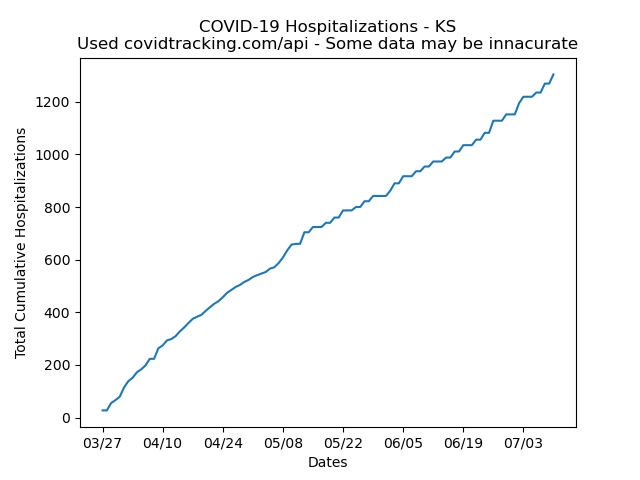 COVID-19 Hospitalizations - KS
Used covidtracking.com/api - Some data may be innacurate
Total Cumulative Hospitalizations
1200
1000
800
600
400
200
0
03/27 04/10 04/24 05/08 05/22 06/05 06/19 07/03
Dates